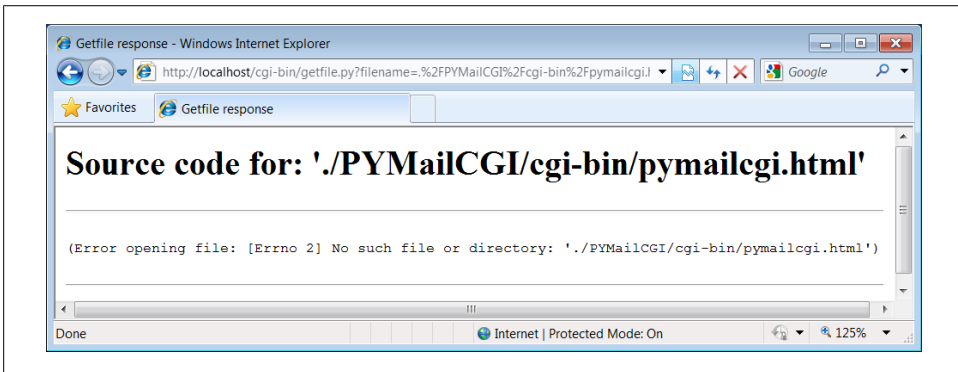 Getfile response - Windows Internet Explorer
http://localhost/cgi-bin/getfile.py?filename=.%2FPYMailCGI%2Fcgi-bin%2Fpymailcgi.l
Google
Favorites
Getfile response
Source code for: './PYMailCGI/cgi-bin/pymailcgi.html'
(Error opening file: [Errno 2] No such file or directory: './PYMailCGI/cgi-bin/pymailcgi.html')
Done
Internet | Protected Mode: On
125%